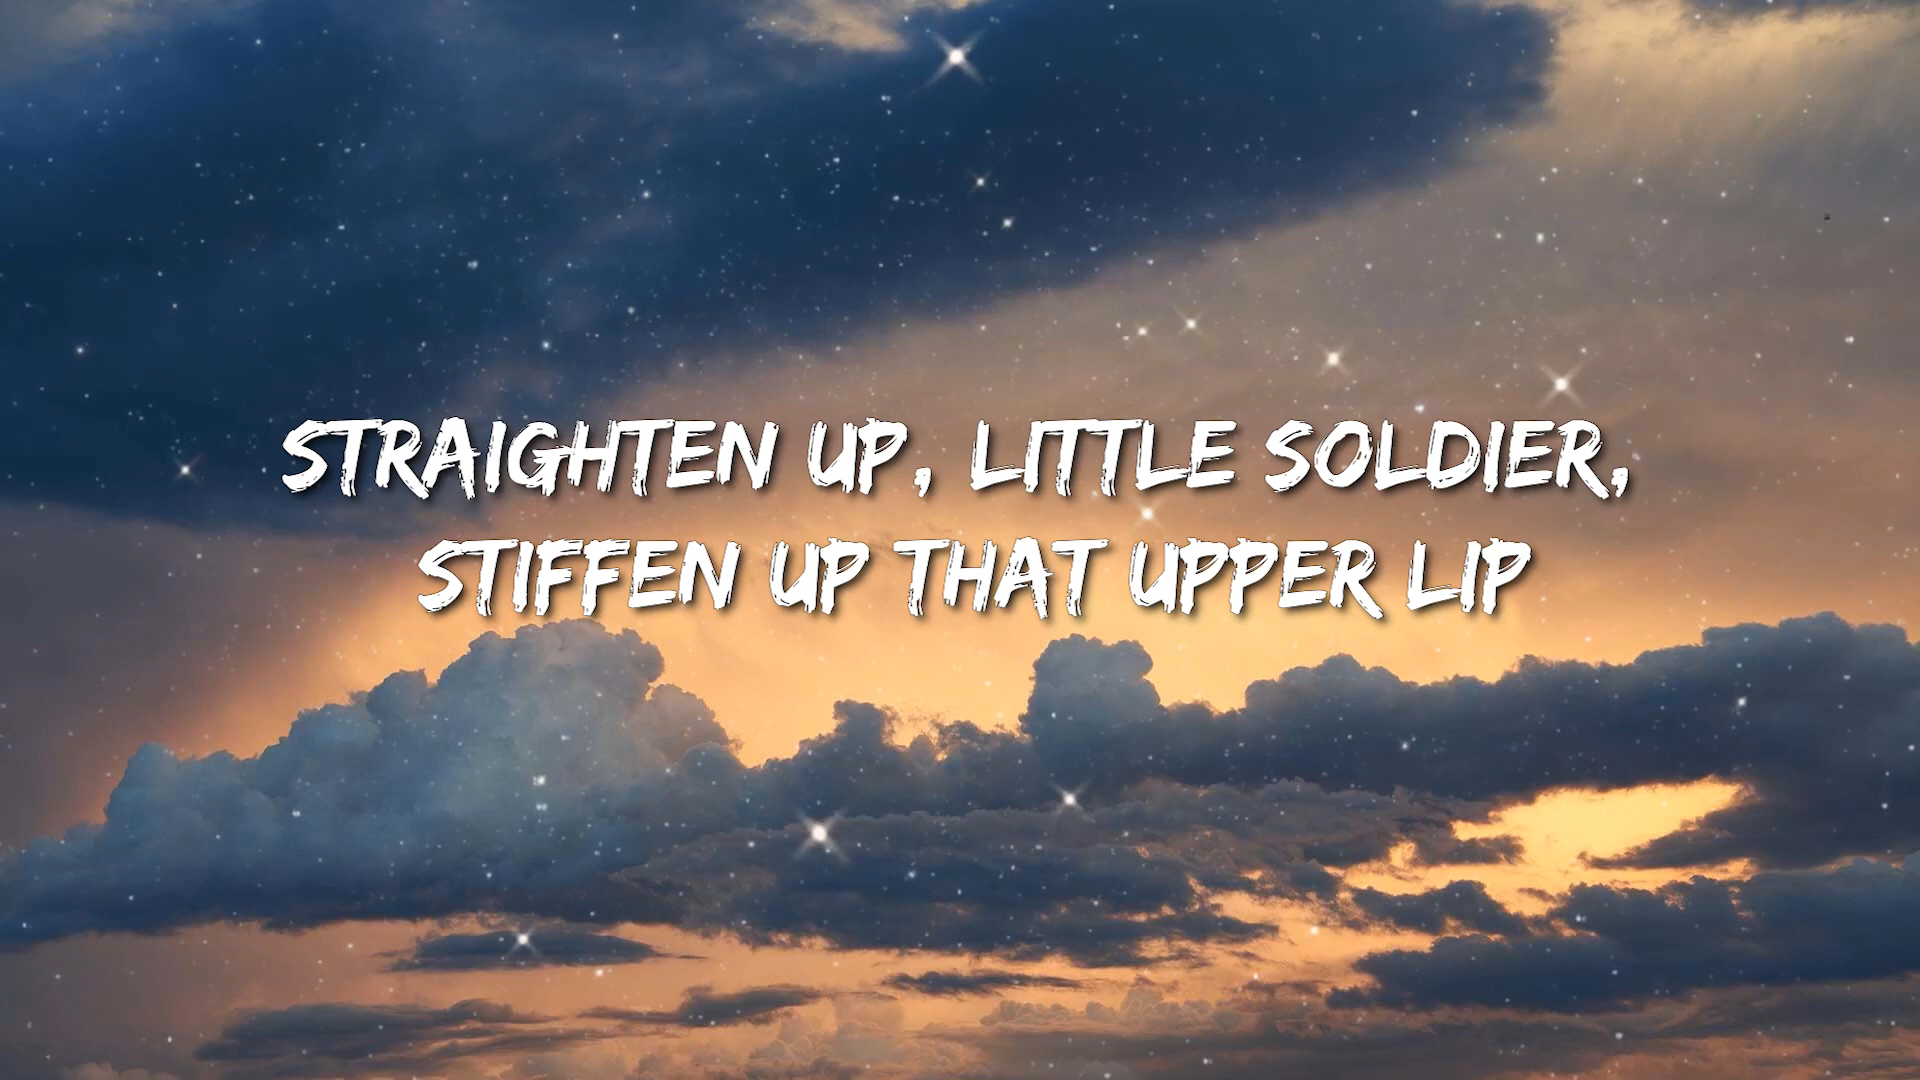 STRAIGHTEN UP, LITTLE SOLDIER,
STIFFEN UP THAT UPPER LIP